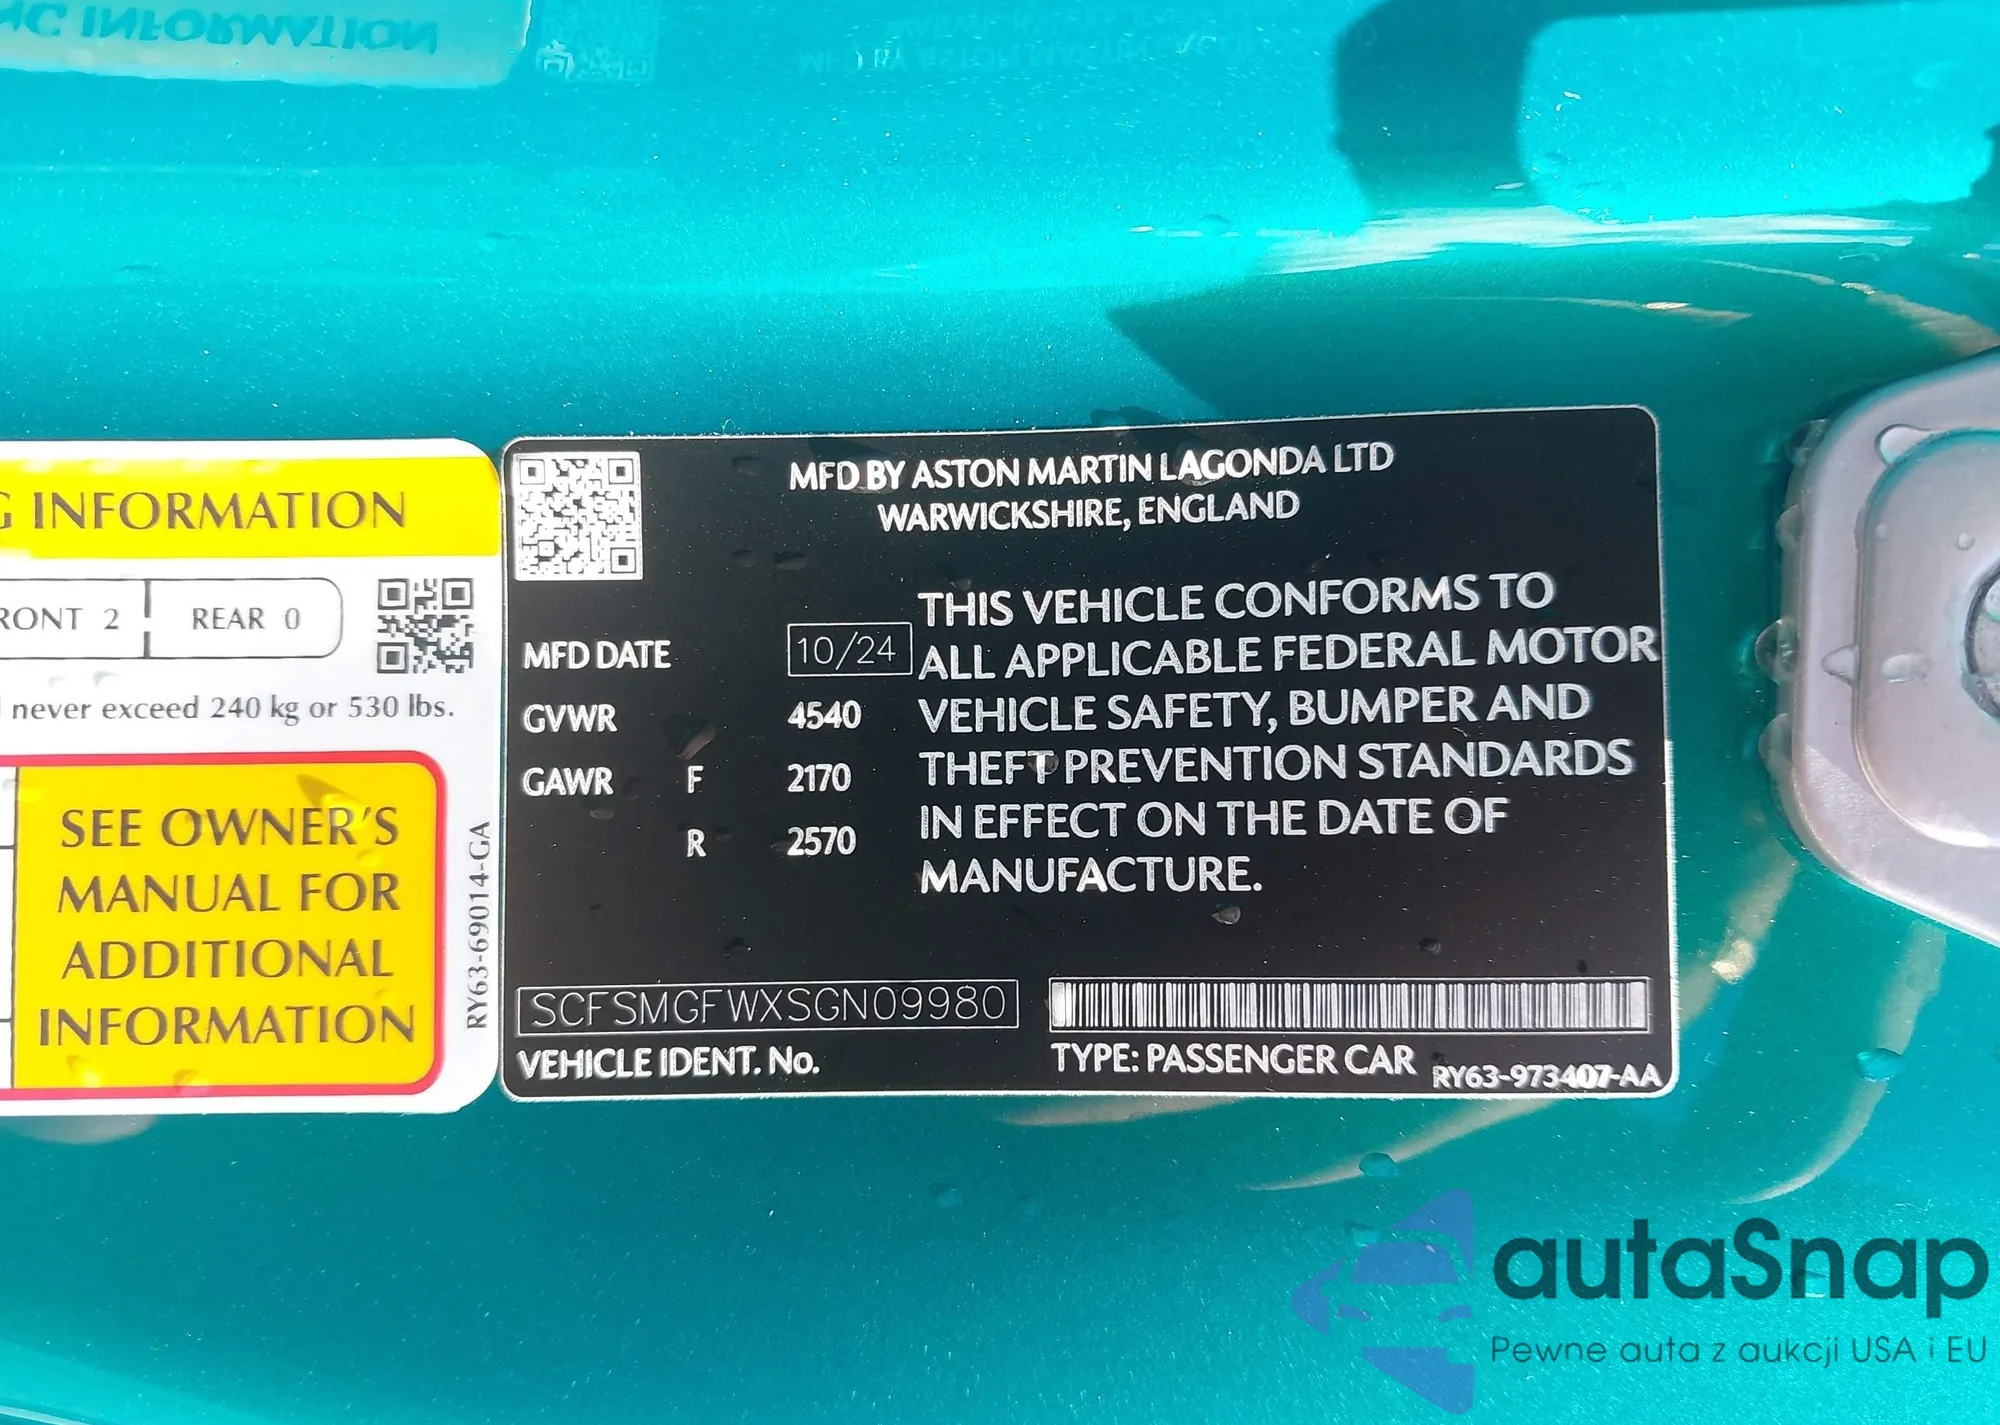 G INFORMATION
RONT 2
REAR 0
never exceed 240 kg or 530 lbs.
SEE OWNER'S
MANUAL FOR
ADDITIONAL
INFORMATION
RY63-69014-GA
MFD BY ASTON MARTIN LAGONDA LTD
WARWICKSHIRE, ENGLAND
MFD DATE 10/24
GVWR 4540
GAWR F 2170
R 2570
THIS VEHICLE CONFORMS TO
ALL APPLICABLE FEDERAL MOTOR
VEHICLE SAFETY, BUMPER AND
THEFT PREVENTION STANDARDS
IN EFFECT ON THE DATE OF
MANUFACTURE.
SCFSMGFWXSGN09980
VEHICLE IDENT. No.
TYPE: PASSENGER CAR
RY63-973407-AA
autaSnap
Pewne auta z aukcji USA i EU